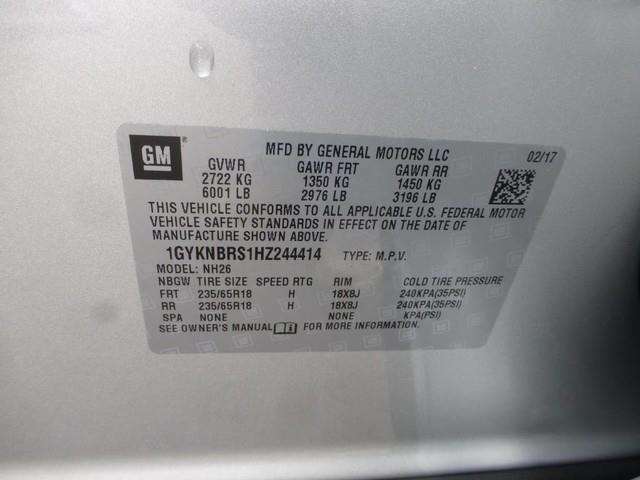 GM
MFD BY GENERAL MOTORS LLC 02/17
GVWR GAWR FRT GAWR RR
2722 KG 1350 KG 1450 KG
6001 LB 2976 LB 3196 LB
THIS VEHICLE CONFORMS TO ALL APPLICABLE U.S. FEDERAL MOTOR
VEHICLE SAFETY STANDARDS IN EFFECT ON THE DATE OF
MANUFACTURE SHOWN ABOVE.
1GYKNBRS1HZ244414 TYPE: M.P.V.
MODEL: NH26
NBGW TIRE SIZE SPEED RTG RIM COLD TIRE PRESSURE
FRT 235/65R18 H 18X8J 240KPA(35PSI)
RR 235/65R18 H 18X8J 240KPA(35PSI)
SPA NONE NONE KPA(PSI)
SEE OWNER'S MANUAL FOR MORE INFORMATION.